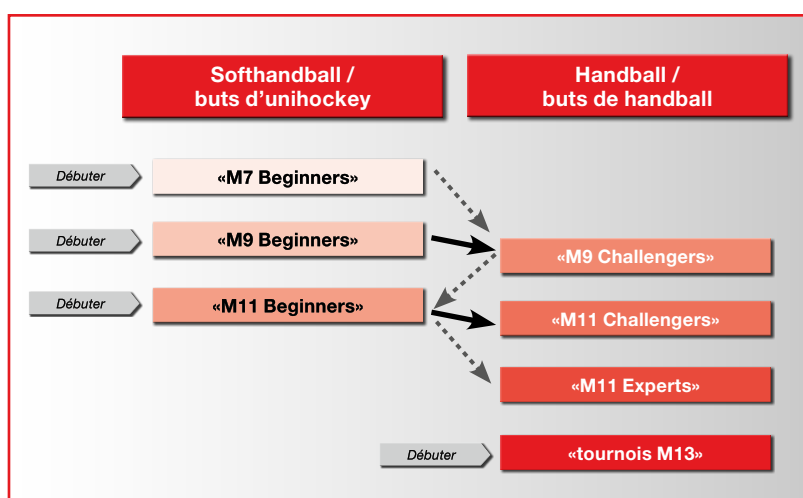 Softhandball /
buts d’unihockey
Handball /
buts de handball
Débuter
«M7 Beginners»
Débuter
«M9 Beginners»
«M9 Challengers»
Débuter
«M11 Beginners»
«M11 Challengers»
«M11 Experts»
Débuter
«tournois M13»